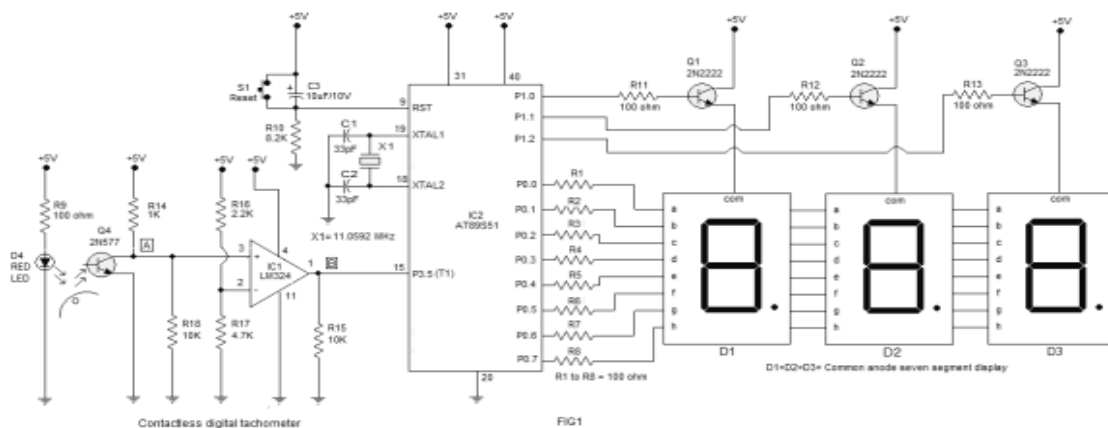 +5V
+5V
+5V
+5V
+5V
+5V
S1
Reset
C3
10uF/10V
R10
8.2K
31
40
9
RST
P1.0
P1.1
P1.2
R11
100 ohm
Q1
2N2222
R12
100 ohm
Q2
2N2222
R13
100 ohm
Q3
2N2222
C1
33pF
X1
C2
33pF
19
XTAL1
18
XTAL2
X1= 11.0592 MHz
IC2
AT89S51
P0.0
P0.1
P0.2
P0.3
P0.4
P0.5
P0.6
P0.7
R1
R2
R3
R4
R5
R6
R7
R8
R1 to R8 = 100 ohm
20
+5V
+5V
+5V
+5V
R9
100 ohm
D4
RED
LED
R14
1K
Q4
2N577
A
R16
2.2K
3
2
4
11
1
IC1
LM324
15
P3.5 (T1)
R18
10K
R17
4.7K
R15
10K
com
a
b
c
d
e
f
g
h
D1
com
a
b
c
d
e
f
g
h
D2
com
a
b
c
d
e
f
g
h
D3
D1=D2=D3= Common anode seven segment display
Contactless digital tachometer
FIG1